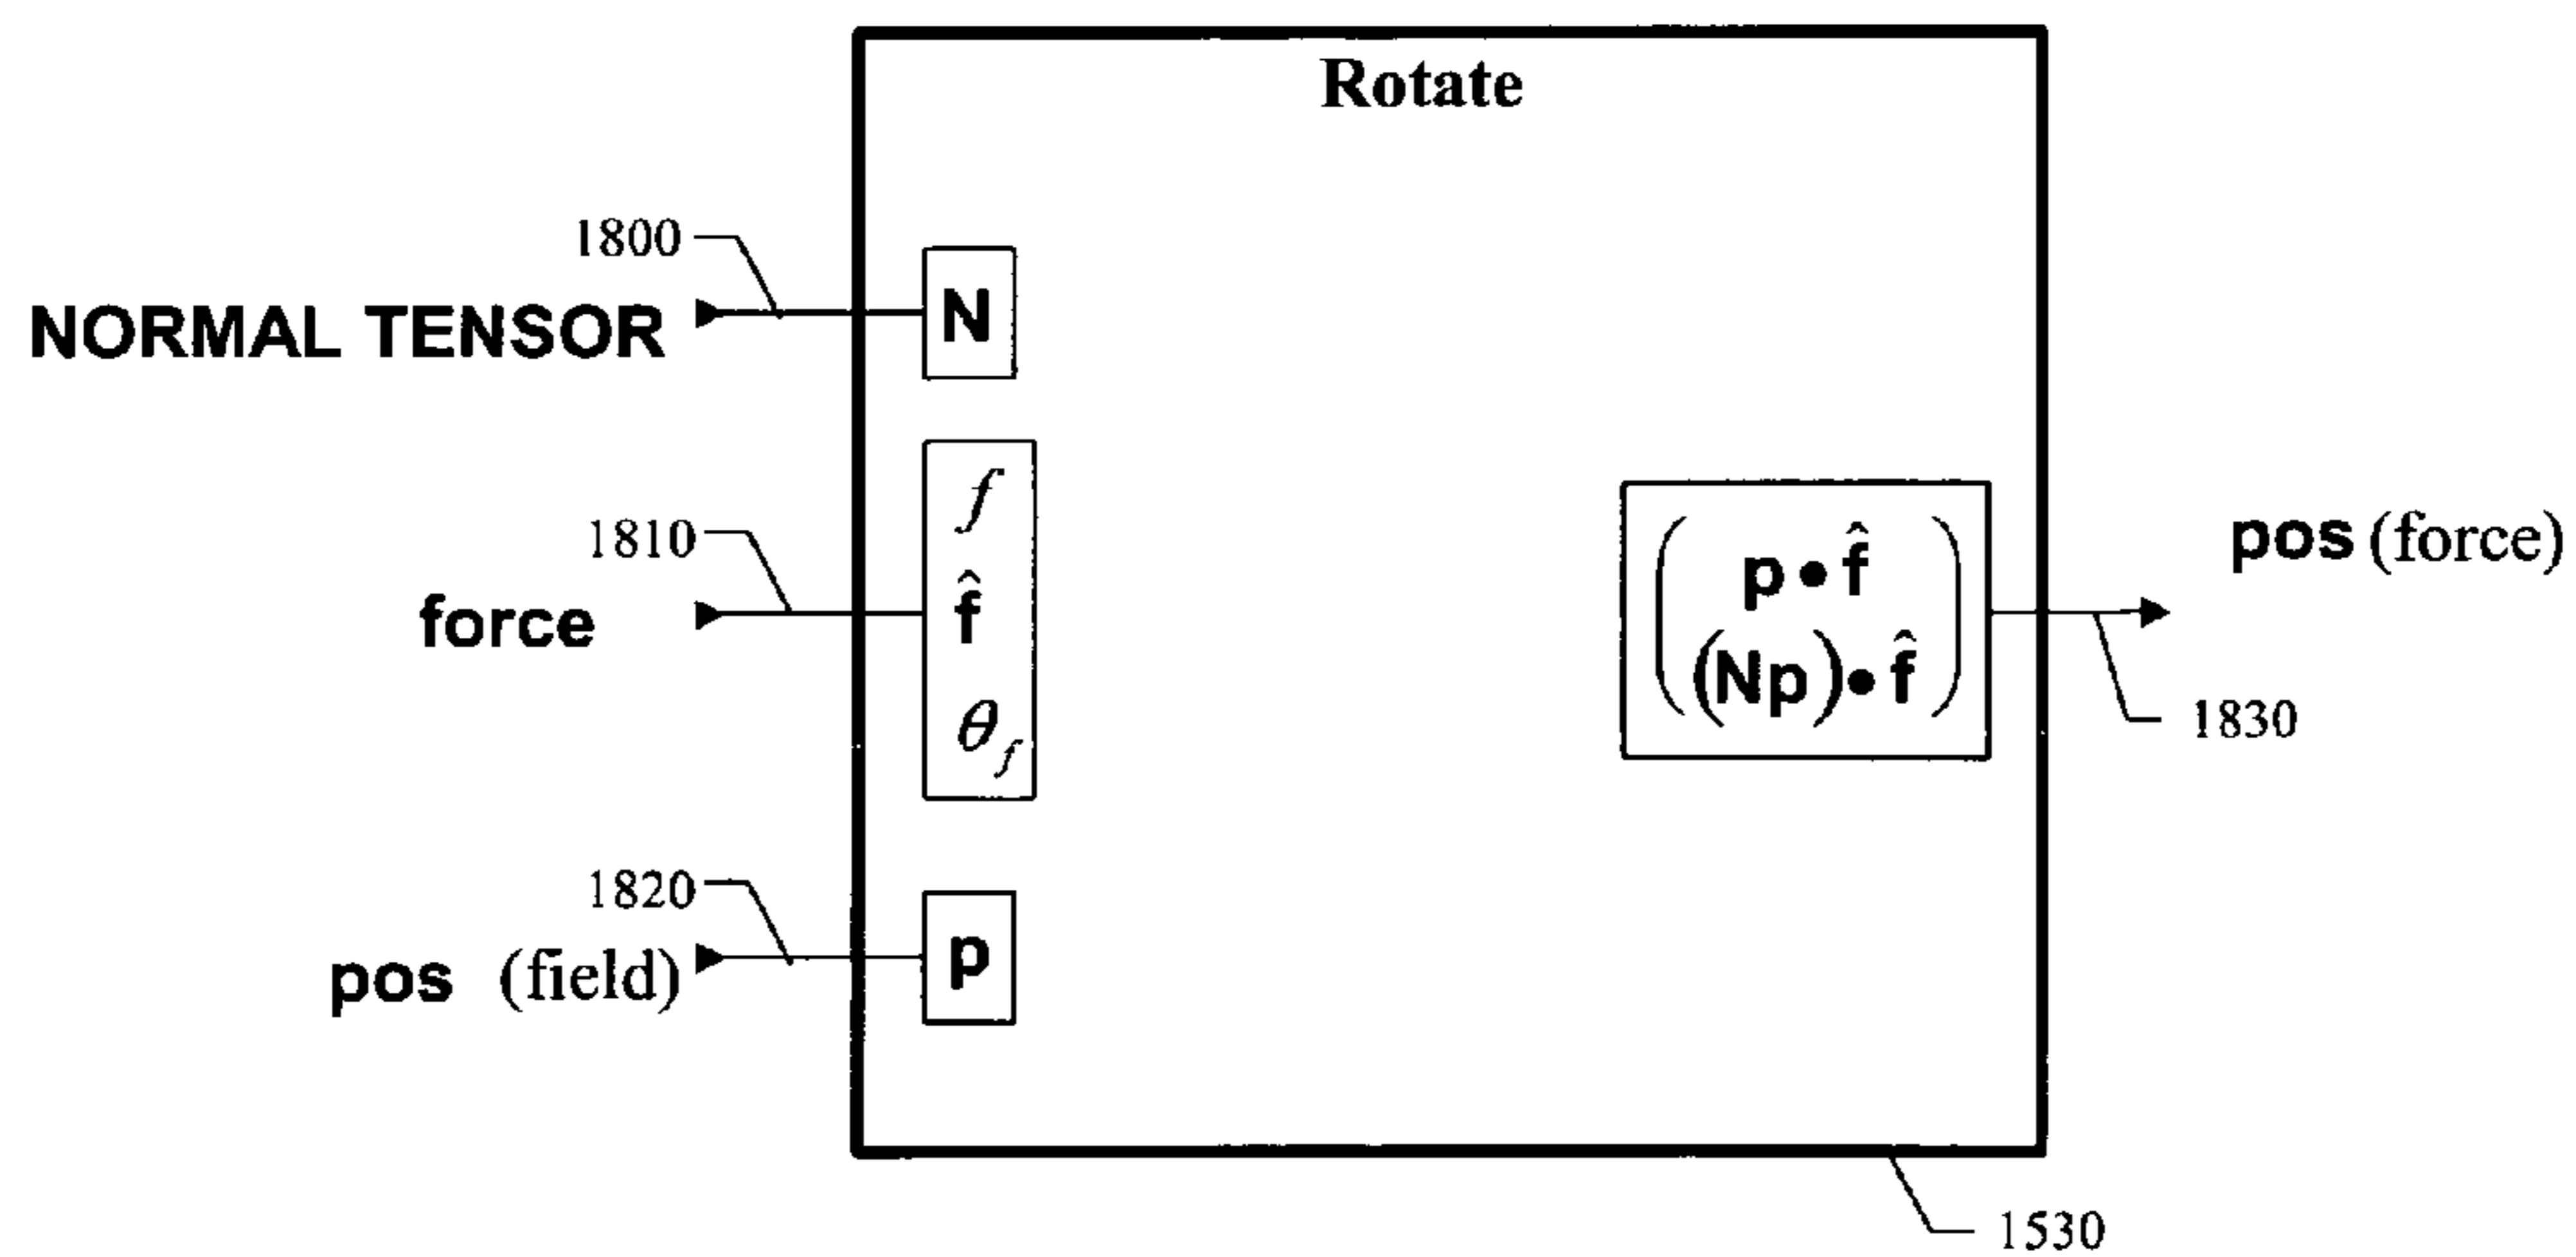 Rotate
1800
NORMAL TENSOR
N
1810
force
f
f̂
θ_f
1820
pos (field)
p
p • f̂
(Np) • f̂
pos (force)
1830
1530